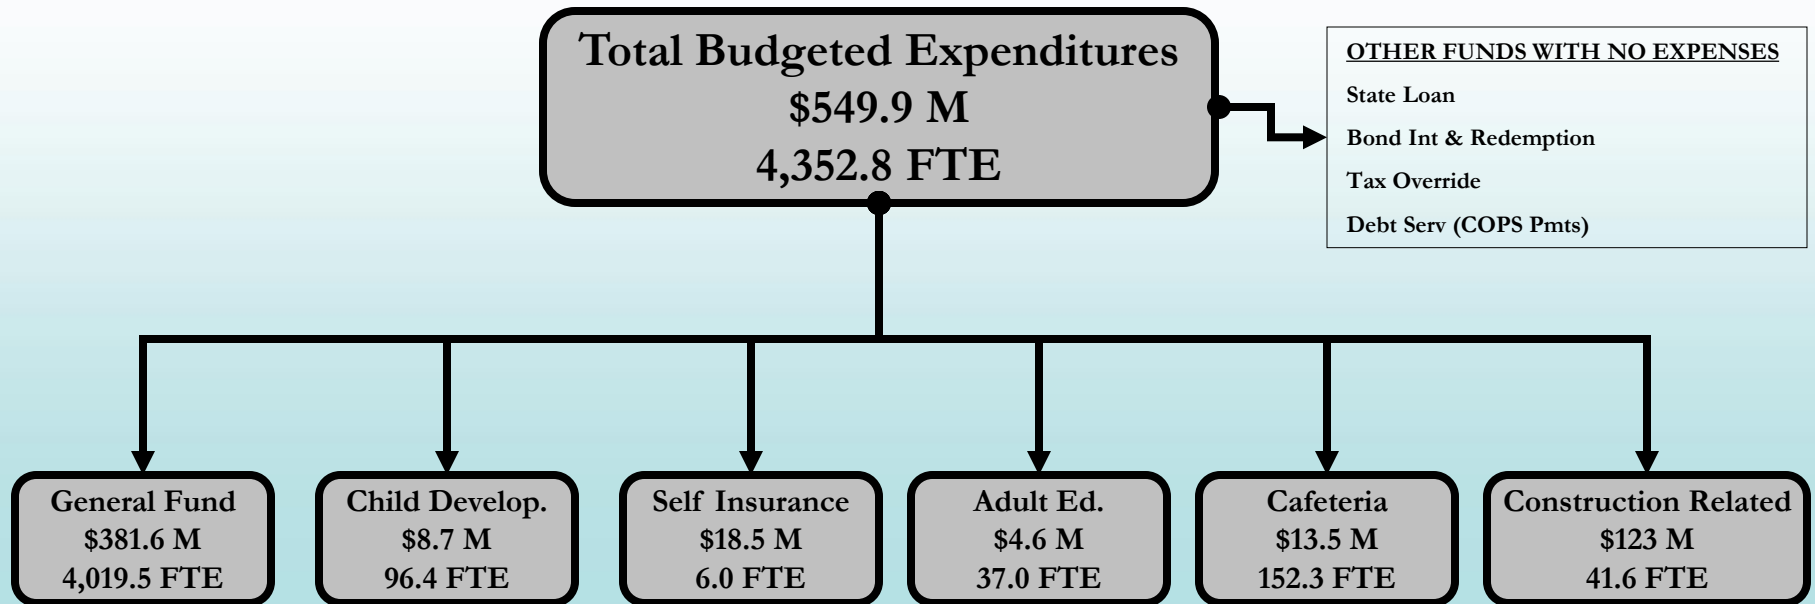 Total Budgeted Expenditures
$549.9 M
4,352.8 FTE
OTHER FUNDS WITH NO EXPENSES
State Loan
Bond Int & Redemption
Tax Override
Debt Serv (COPS Pmts)
General Fund
$381.6 M
4,019.5 FTE
Child Develop.
$8.7 M
96.4 FTE
Self Insurance
$18.5 M
6.0 FTE
Adult Ed.
$4.6 M
37.0 FTE
Cafeteria
$13.5 M
152.3 FTE
Construction Related
$123 M
41.6 FTE